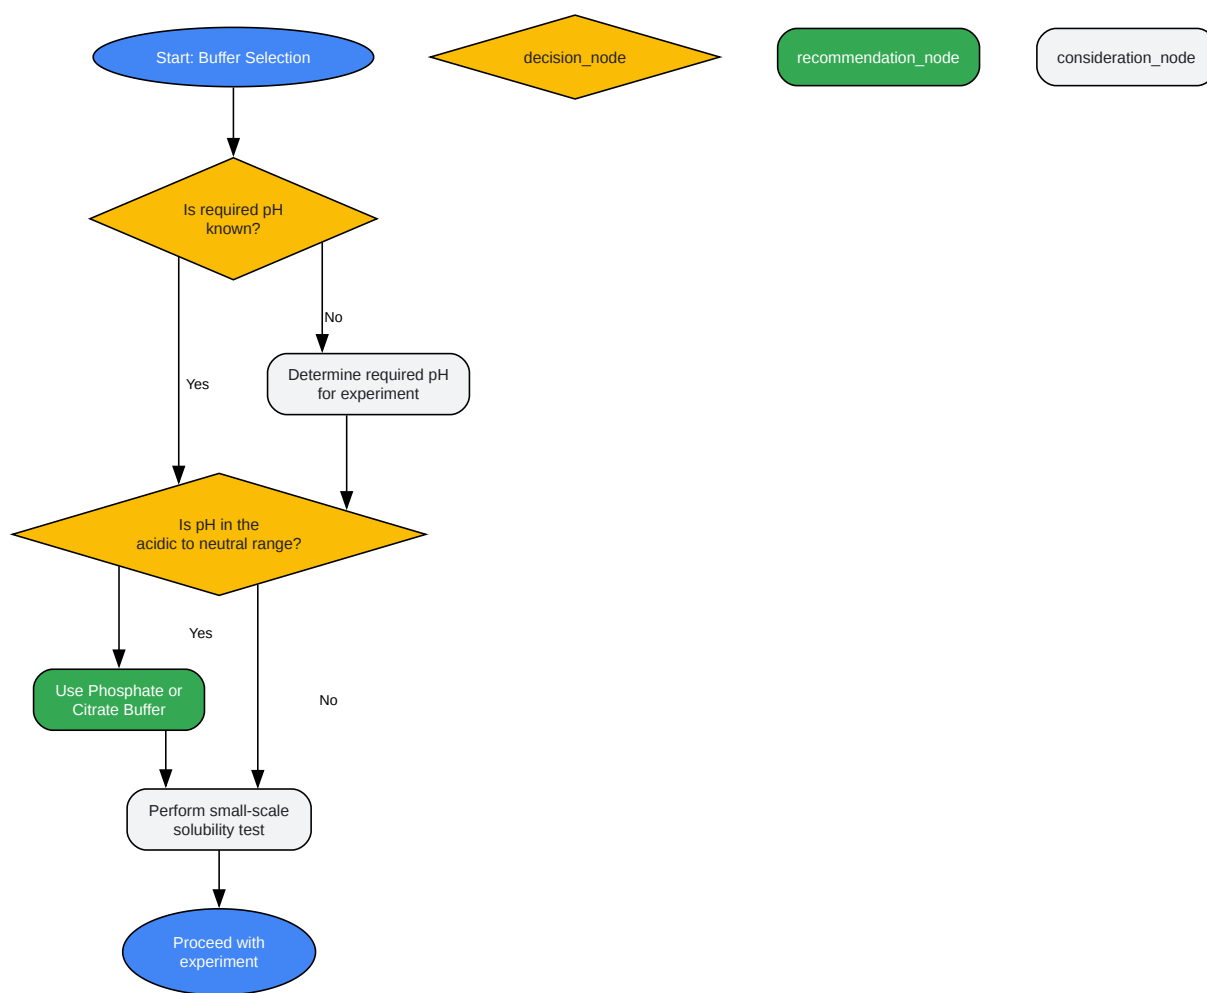 Start: Buffer Selection
decision_node
recommendation_node
consideration_node
Is required pH
known?
No
Determine required pH
for experiment
Yes
Is pH in the
acidic to neutral range?
Yes
Use Phosphate or
Citrate Buffer
No
Perform small-scale
solubility test
Proceed with
experiment